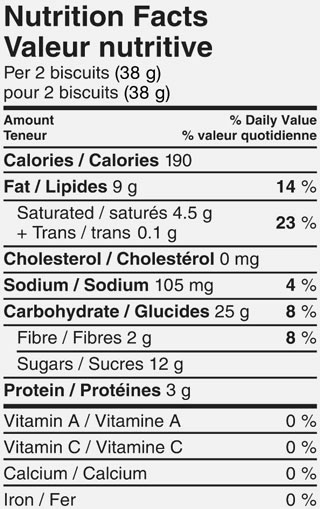 Nutrition Facts
Valeur nutritive
Per 2 biscuits (38 g)
pour 2 biscuits (38 g)
Amount % Daily Value
Teneur % valeur quotidienne
Calories / Calories 190
Fat / Lipides 9 g 14 %
Saturated / saturés 4.5 g
+ Trans / trans 0.1 g 23 %
Cholesterol / Cholestérol 0 mg
Sodium / Sodium 105 mg 4 %
Carbohydrate / Glucides 25 g 8 %
Fibre / Fibres 2 g 8 %
Sugars / Sucres 12 g
Protein / Protéines 3 g
Vitamin A / Vitamine A 0 %
Vitamin C / Vitamine C 0 %
Calcium / Calcium 0 %
Iron / Fer 0 %